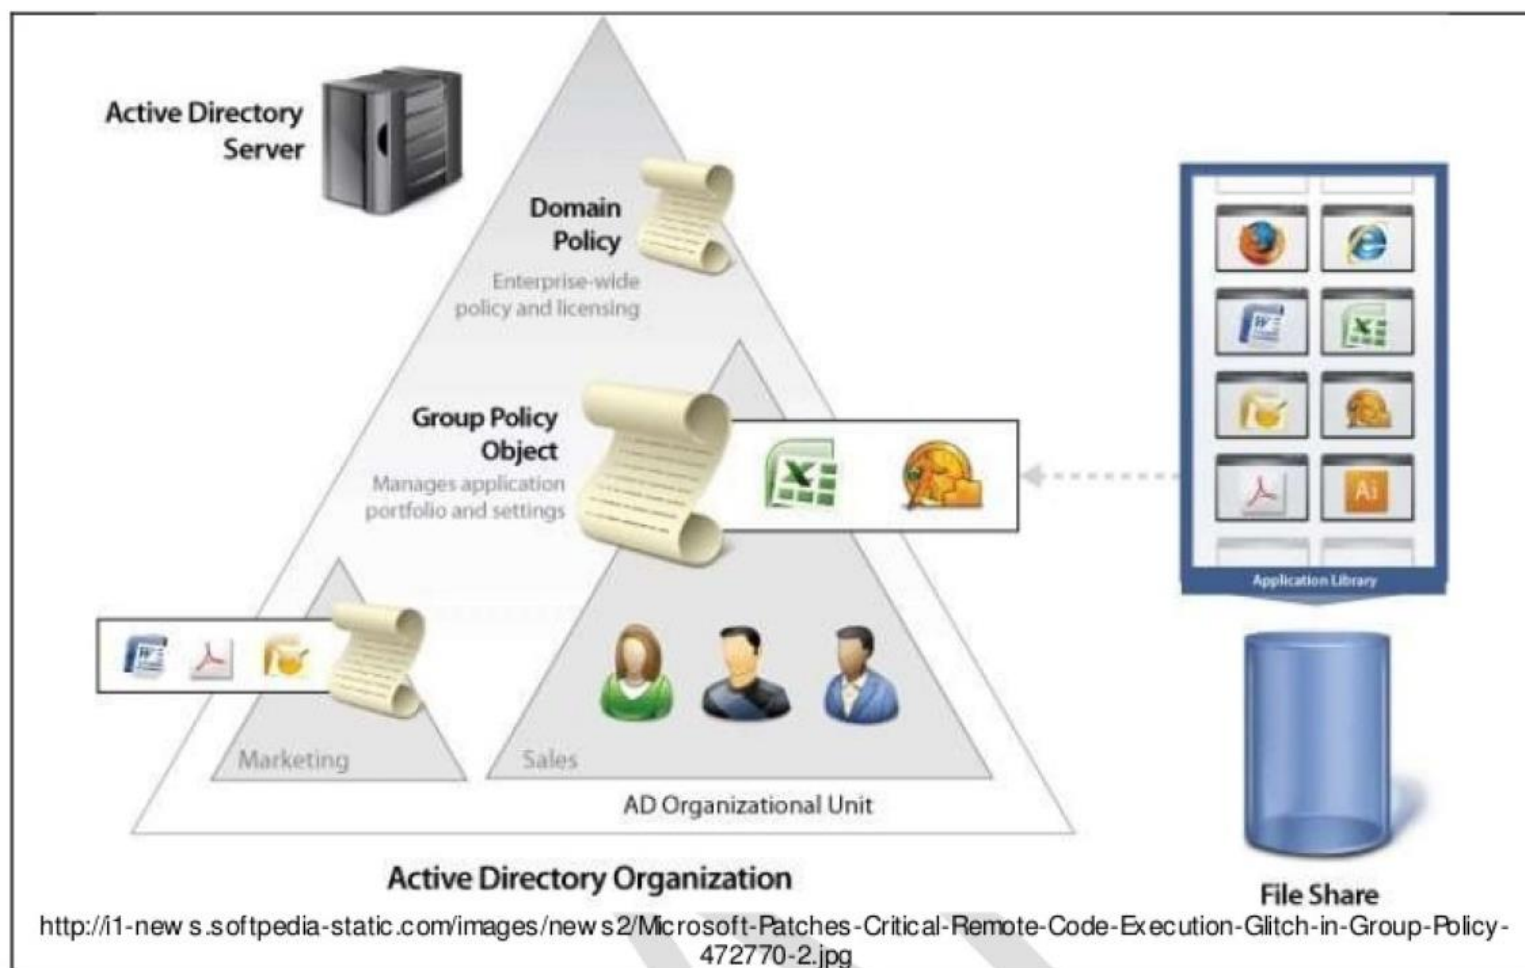 Active Directory
Server
Domain
Policy
Enterprise-wide
policy and licensing
Group Policy
Object
Manages application
portfolio and settings
X
W
X
Ai
Application Library
W
Marketing
Sales
AD Organizational Unit
Active Directory Organization
File Share
http://i1-new s.softpedia-static.com/images/new s2/Microsoft-Patches-Critical-Remote-Code-Execution-Glitch-in-Group-Policy-
472770-2.jpg